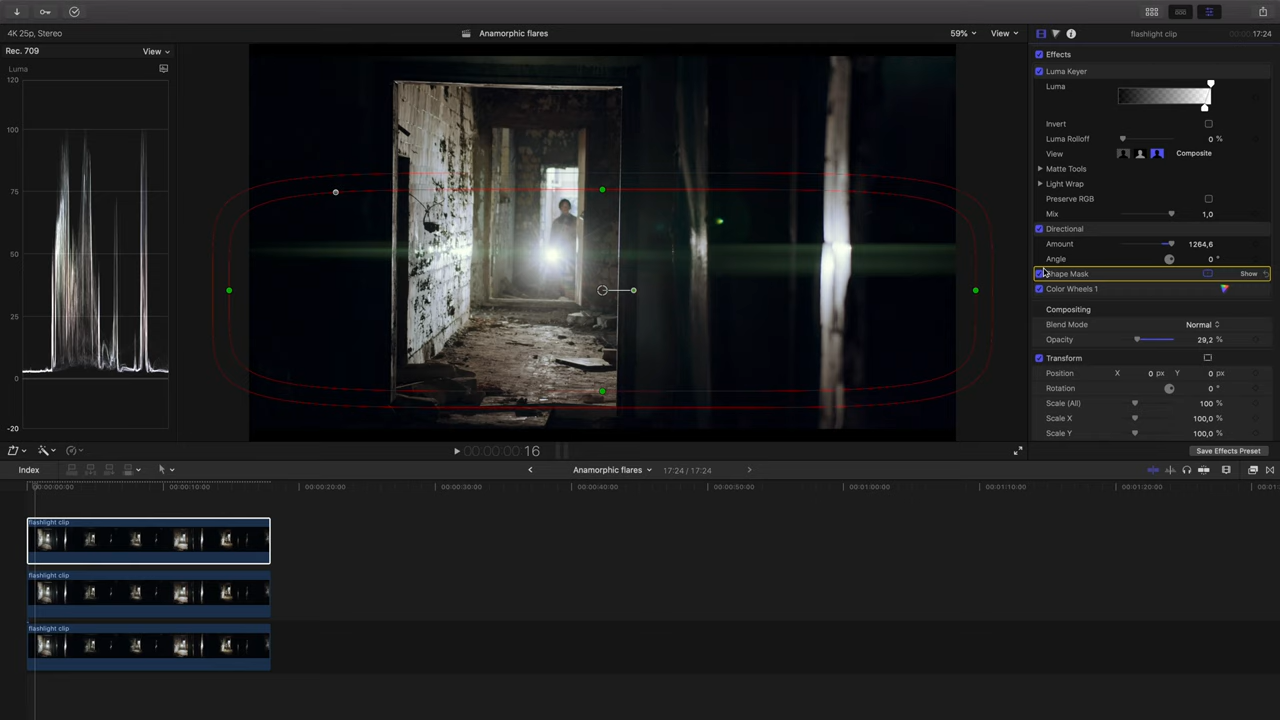 4K 25p, Stereo
Anamorphic flares
59%
View
flashlight clip
17:24
Rec. 709
View
Luma
120
100
75
50
25
0
-20
Effects
Luma Keyer
Luma
Invert
Luma Rolloff
0 %
View
Composite
Matte Tools
Light Wrap
Preserve RGB
Mix
1,0
Directional
Amount
1264,6
Angle
0 °
Shape Mask
Show
Color Wheels 1
Compositing
Blend Mode
Normal
Opacity
29,2 %
Transform
Position
X
0 px
Y
0 px
Rotation
0 °
Scale (All)
100 %
Scale X
100,0 %
Scale Y
100,0 %
00:00:00:16
Save Effects Preset
Index
Anamorphic flares
17:24 / 17:24
00:00:00:00
00:00:10:00
00:00:20:00
00:00:30:00
00:00:40:00
00:00:50:00
00:01:00:00
00:01:10:00
00:01:20:00
flashlight clip
flashlight clip
flashlight clip